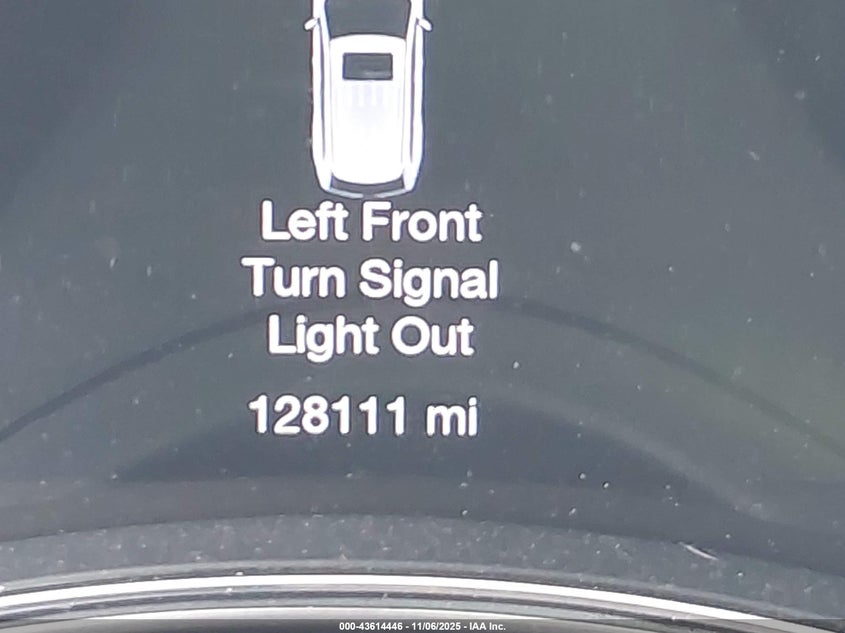 Left Front
Turn Signal
Light Out
128111 mi
000-43614446 - 11/06/2025 - IAA Inc.